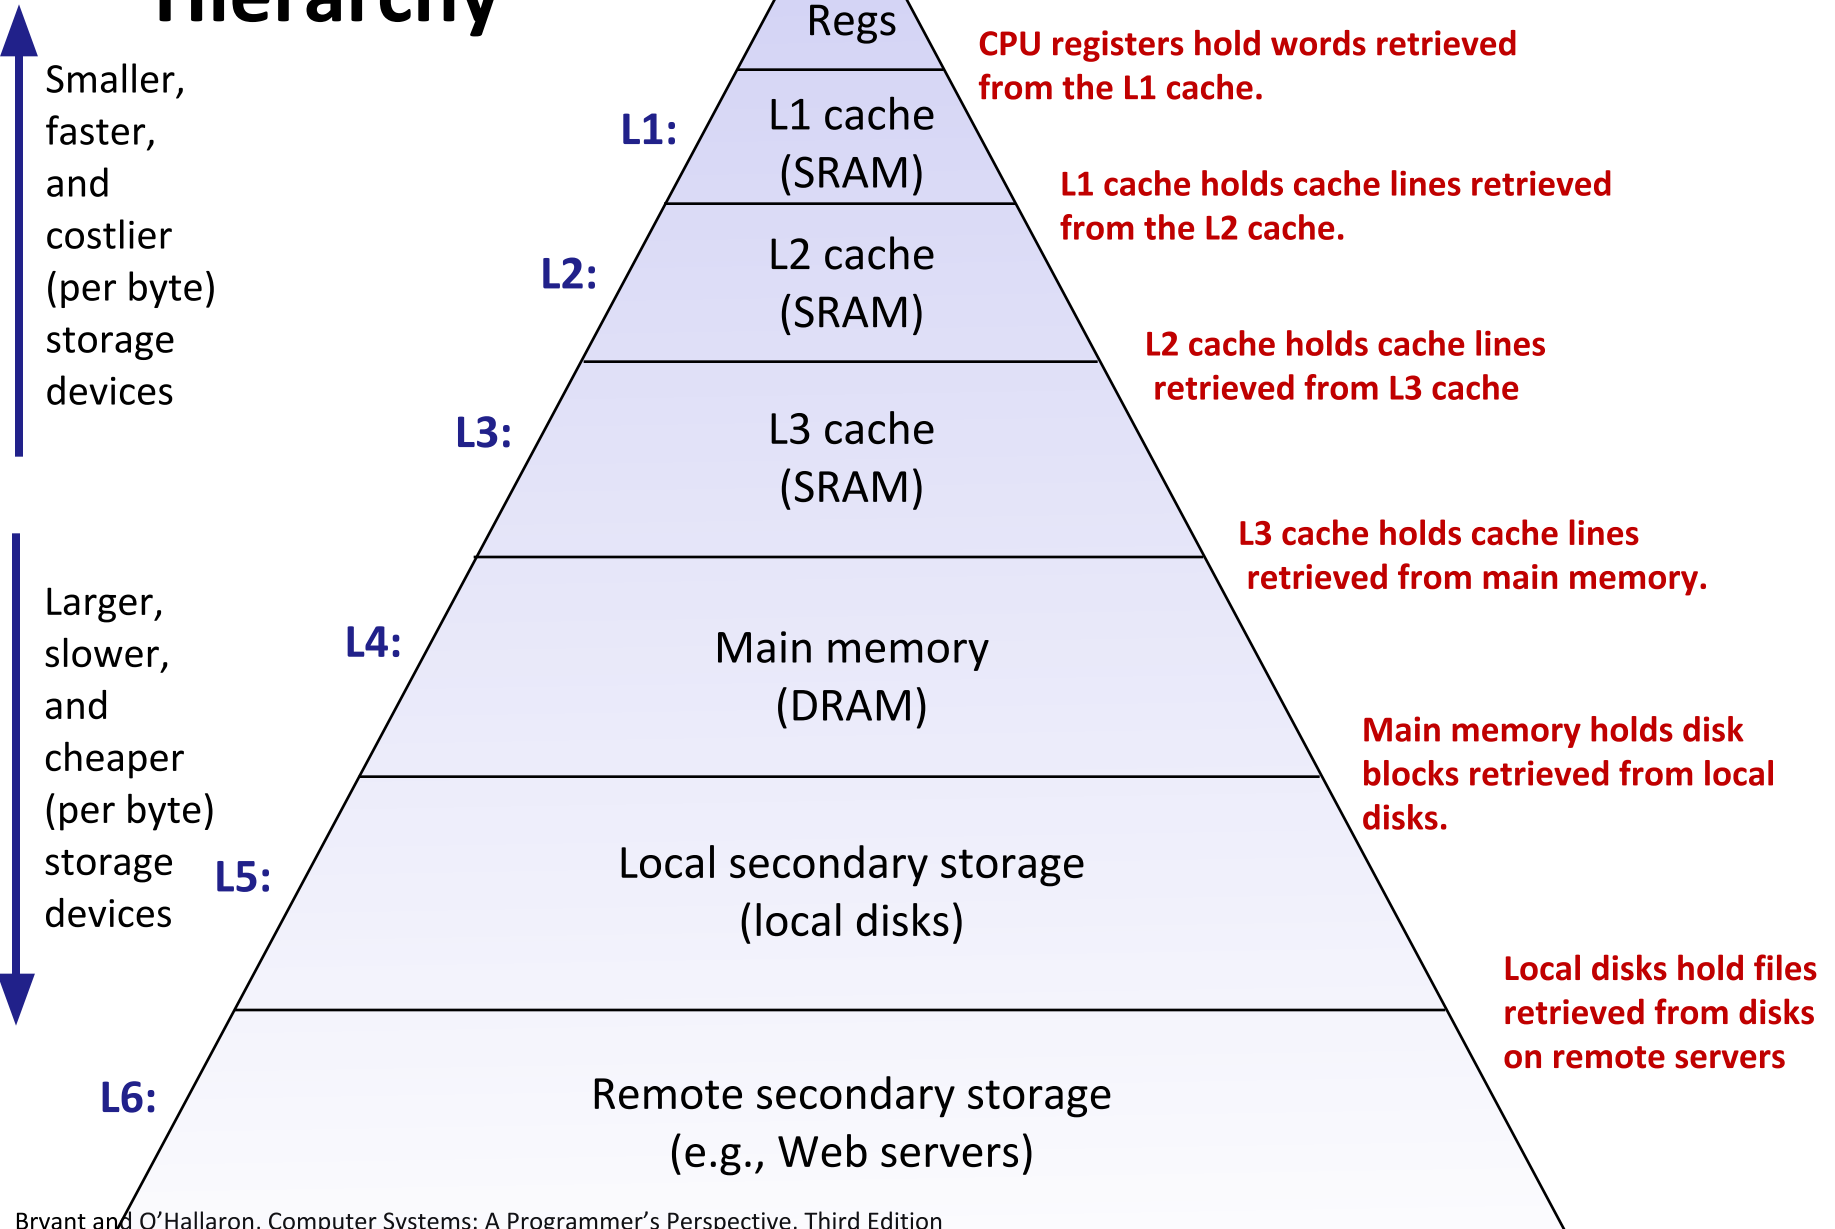 Hierarchy
Regs
CPU registers hold words retrieved
from the L1 cache.
Smaller,
faster,
and
costlier
(per byte)
storage
devices
L1:
L1 cache
(SRAM)
L1 cache holds cache lines retrieved
from the L2 cache.
L2:
L2 cache
(SRAM)
L2 cache holds cache lines
retrieved from L3 cache
L3:
L3 cache
(SRAM)
L3 cache holds cache lines
retrieved from main memory.
Larger,
slower,
and
cheaper
(per byte)
storage
devices
L4:
Main memory
(DRAM)
Main memory holds disk
blocks retrieved from local
disks.
L5:
Local secondary storage
(local disks)
Local disks hold files
retrieved from disks
on remote servers
L6:
Remote secondary storage
(e.g., Web servers)
Bryant and O’Hallaron, Computer Systems: A Programmer’s Perspective, Third Edition